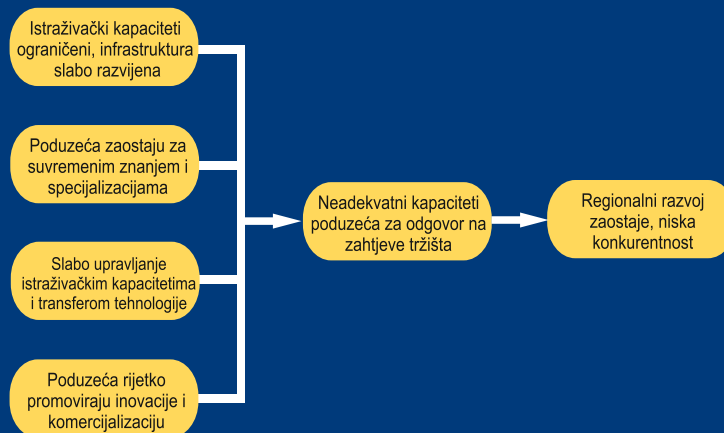 Istraživački kapaciteti
ograničeni, infrastruktura
slabo razvijena
Poduzeća zaostaju za
suvremenim znanjem i
specijalizacijama
Slabo upravljanje
istraživačkim kapacitetima
i transferom tehnologije
Poduzeća rijetko
promoviraju inovacije i
komercijalizaciju
Neadekvatni kapaciteti
poduzeća za odgovor na
zahtjeve tržišta
Regionalni razvoj
zaostaje, niska
konkurentnost